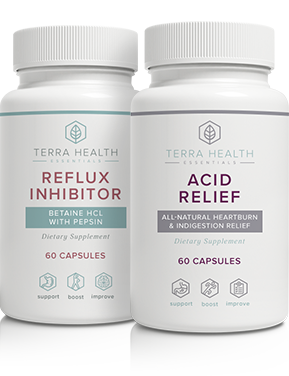 TERRA HEALTH
ESSENTIALS
REFLUX
INHIBITOR
BETAINE HCL
WITH PEPSIN
Dietary Supplement
60 CAPSULES
support boost improve
TERRA HEALTH
ESSENTIALS
ACID
RELIEF
ALL-NATURAL HEARTBURN
& INDIGESTION RELIEF
Dietary Supplement
60 CAPSULES
support boost improve